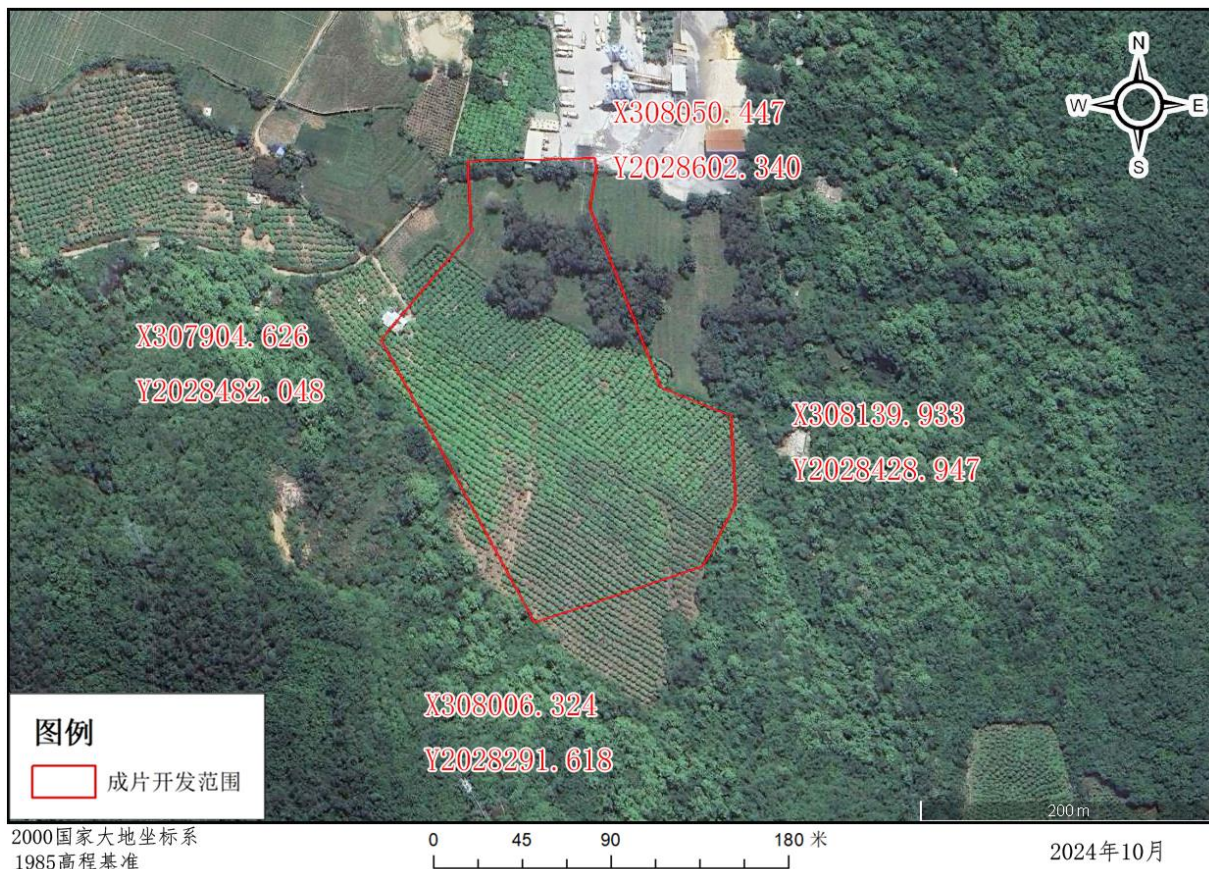 N
W E
S
X308050.447
Y2028602.340
X307904.626
Y2028482.048
X308139.933
Y2028428.947
X308006.324
Y2028291.618
图例
成片开发范围
200 m
2000国家大地坐标系
1985高程基准
0 45 90 180 米
2024年10月